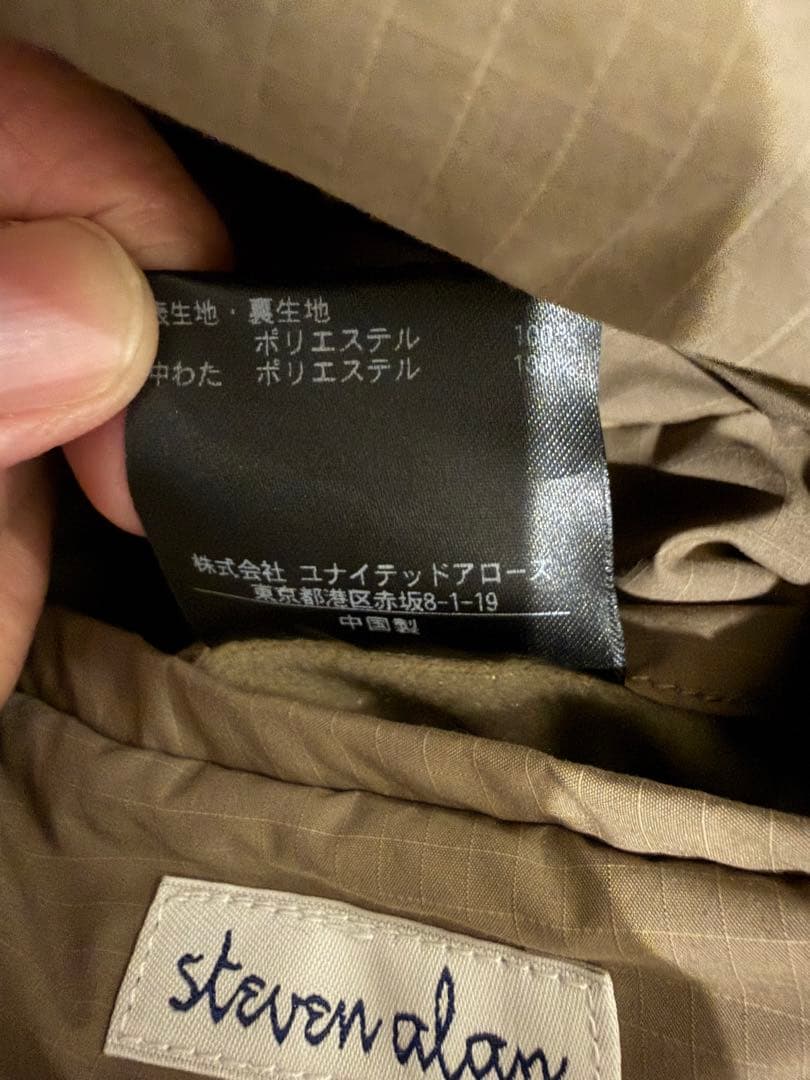 表生地・裏生地
ポリエステル 100%
中わた ポリエステル 100%
株式会社 ユナイテッドアローズ
東京都港区赤坂8-1-19
中国製
steven alan